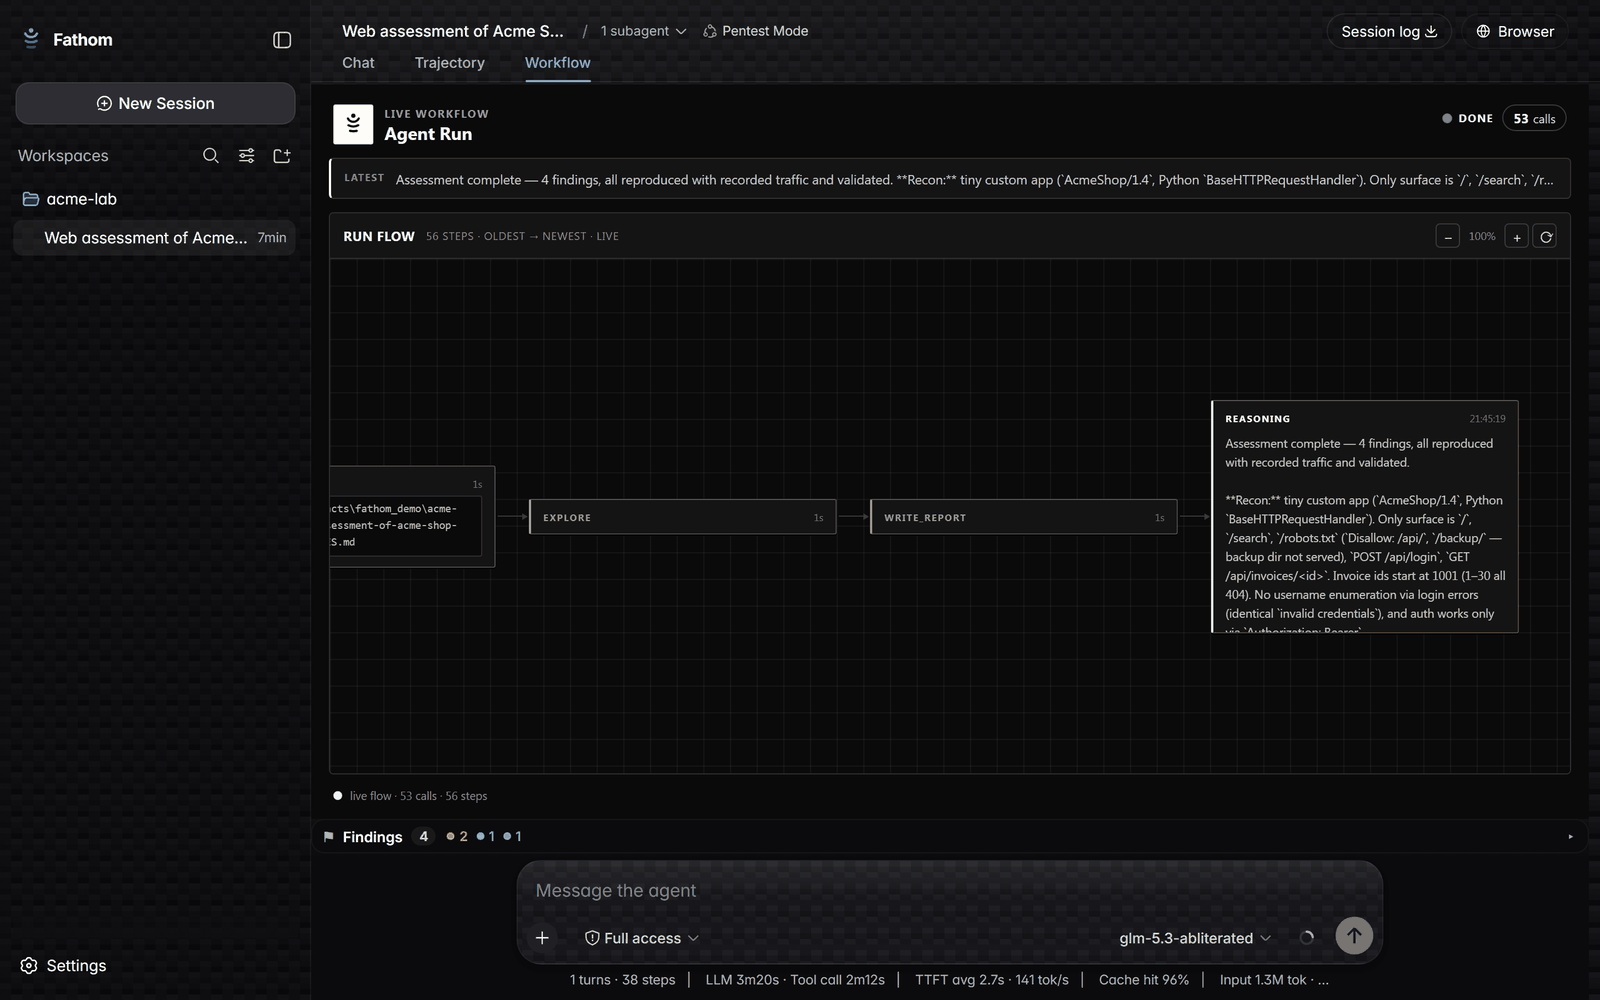 Fathom
New Session
Workspaces
acme-lab
Web assessment of Acme... 7min
Settings
Web assessment of Acme S... / 1 subagent Pentest Mode
Session log Browser
Chat Trajectory Workflow
LIVE WORKFLOW
Agent Run
DONE 53 calls
LATEST Assessment complete — 4 findings, all reproduced with recorded traffic and validated. **Recon:** tiny custom app (`AcmeShop/1.4`, Python `BaseHTTPRequestHandler`). Only surface is `/`, `/search`, `/r...
RUN FLOW 56 STEPS · OLDEST → NEWEST · LIVE
− 100% +
1s
cts\fathom_demo\acme-
essment-of-acme-shop-
S.md
EXPLORE 1s
WRITE_REPORT 1s
REASONING 21:45:19
Assessment complete — 4 findings, all reproduced
with recorded traffic and validated.
**Recon:** tiny custom app (`AcmeShop/1.4`, Python
`BaseHTTPRequestHandler`). Only surface is `/`,
`/search`, `/robots.txt` (`Disallow: /api/`, `/backup/` —
backup dir not served), `POST /api/login`, `GET
/api/invoices/<id>`. Invoice ids start at 1001 (1–30 all
404). No username enumeration via login errors
(identical `invalid credentials`), and auth works only
via `Authorization: Bearer`
live flow · 53 calls · 56 steps
Findings 4 2 1 1
Message the agent
+ Full access
glm-5.3-abliterated
1 turns · 38 steps | LLM 3m20s · Tool call 2m12s | TTFT avg 2.7s · 141 tok/s | Cache hit 96% | Input 1.3M tok · ...